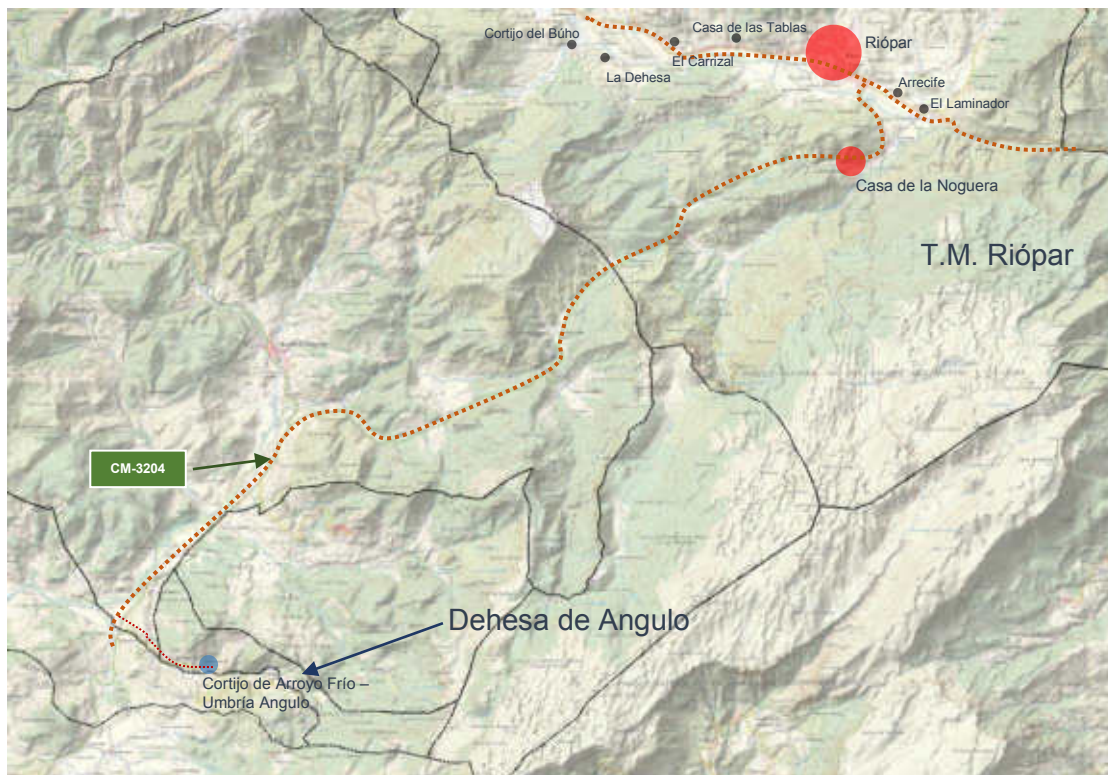 Casa de las Tablas
Cortijo del Búho
Riópar
El Carrizal
La Dehesa
Arrecife
El Laminador
Casa de la Noguera
T.M. Riópar
CM-3204
Dehesa de Angulo
Cortijo de Arroyo Frío –
Umbría Angulo